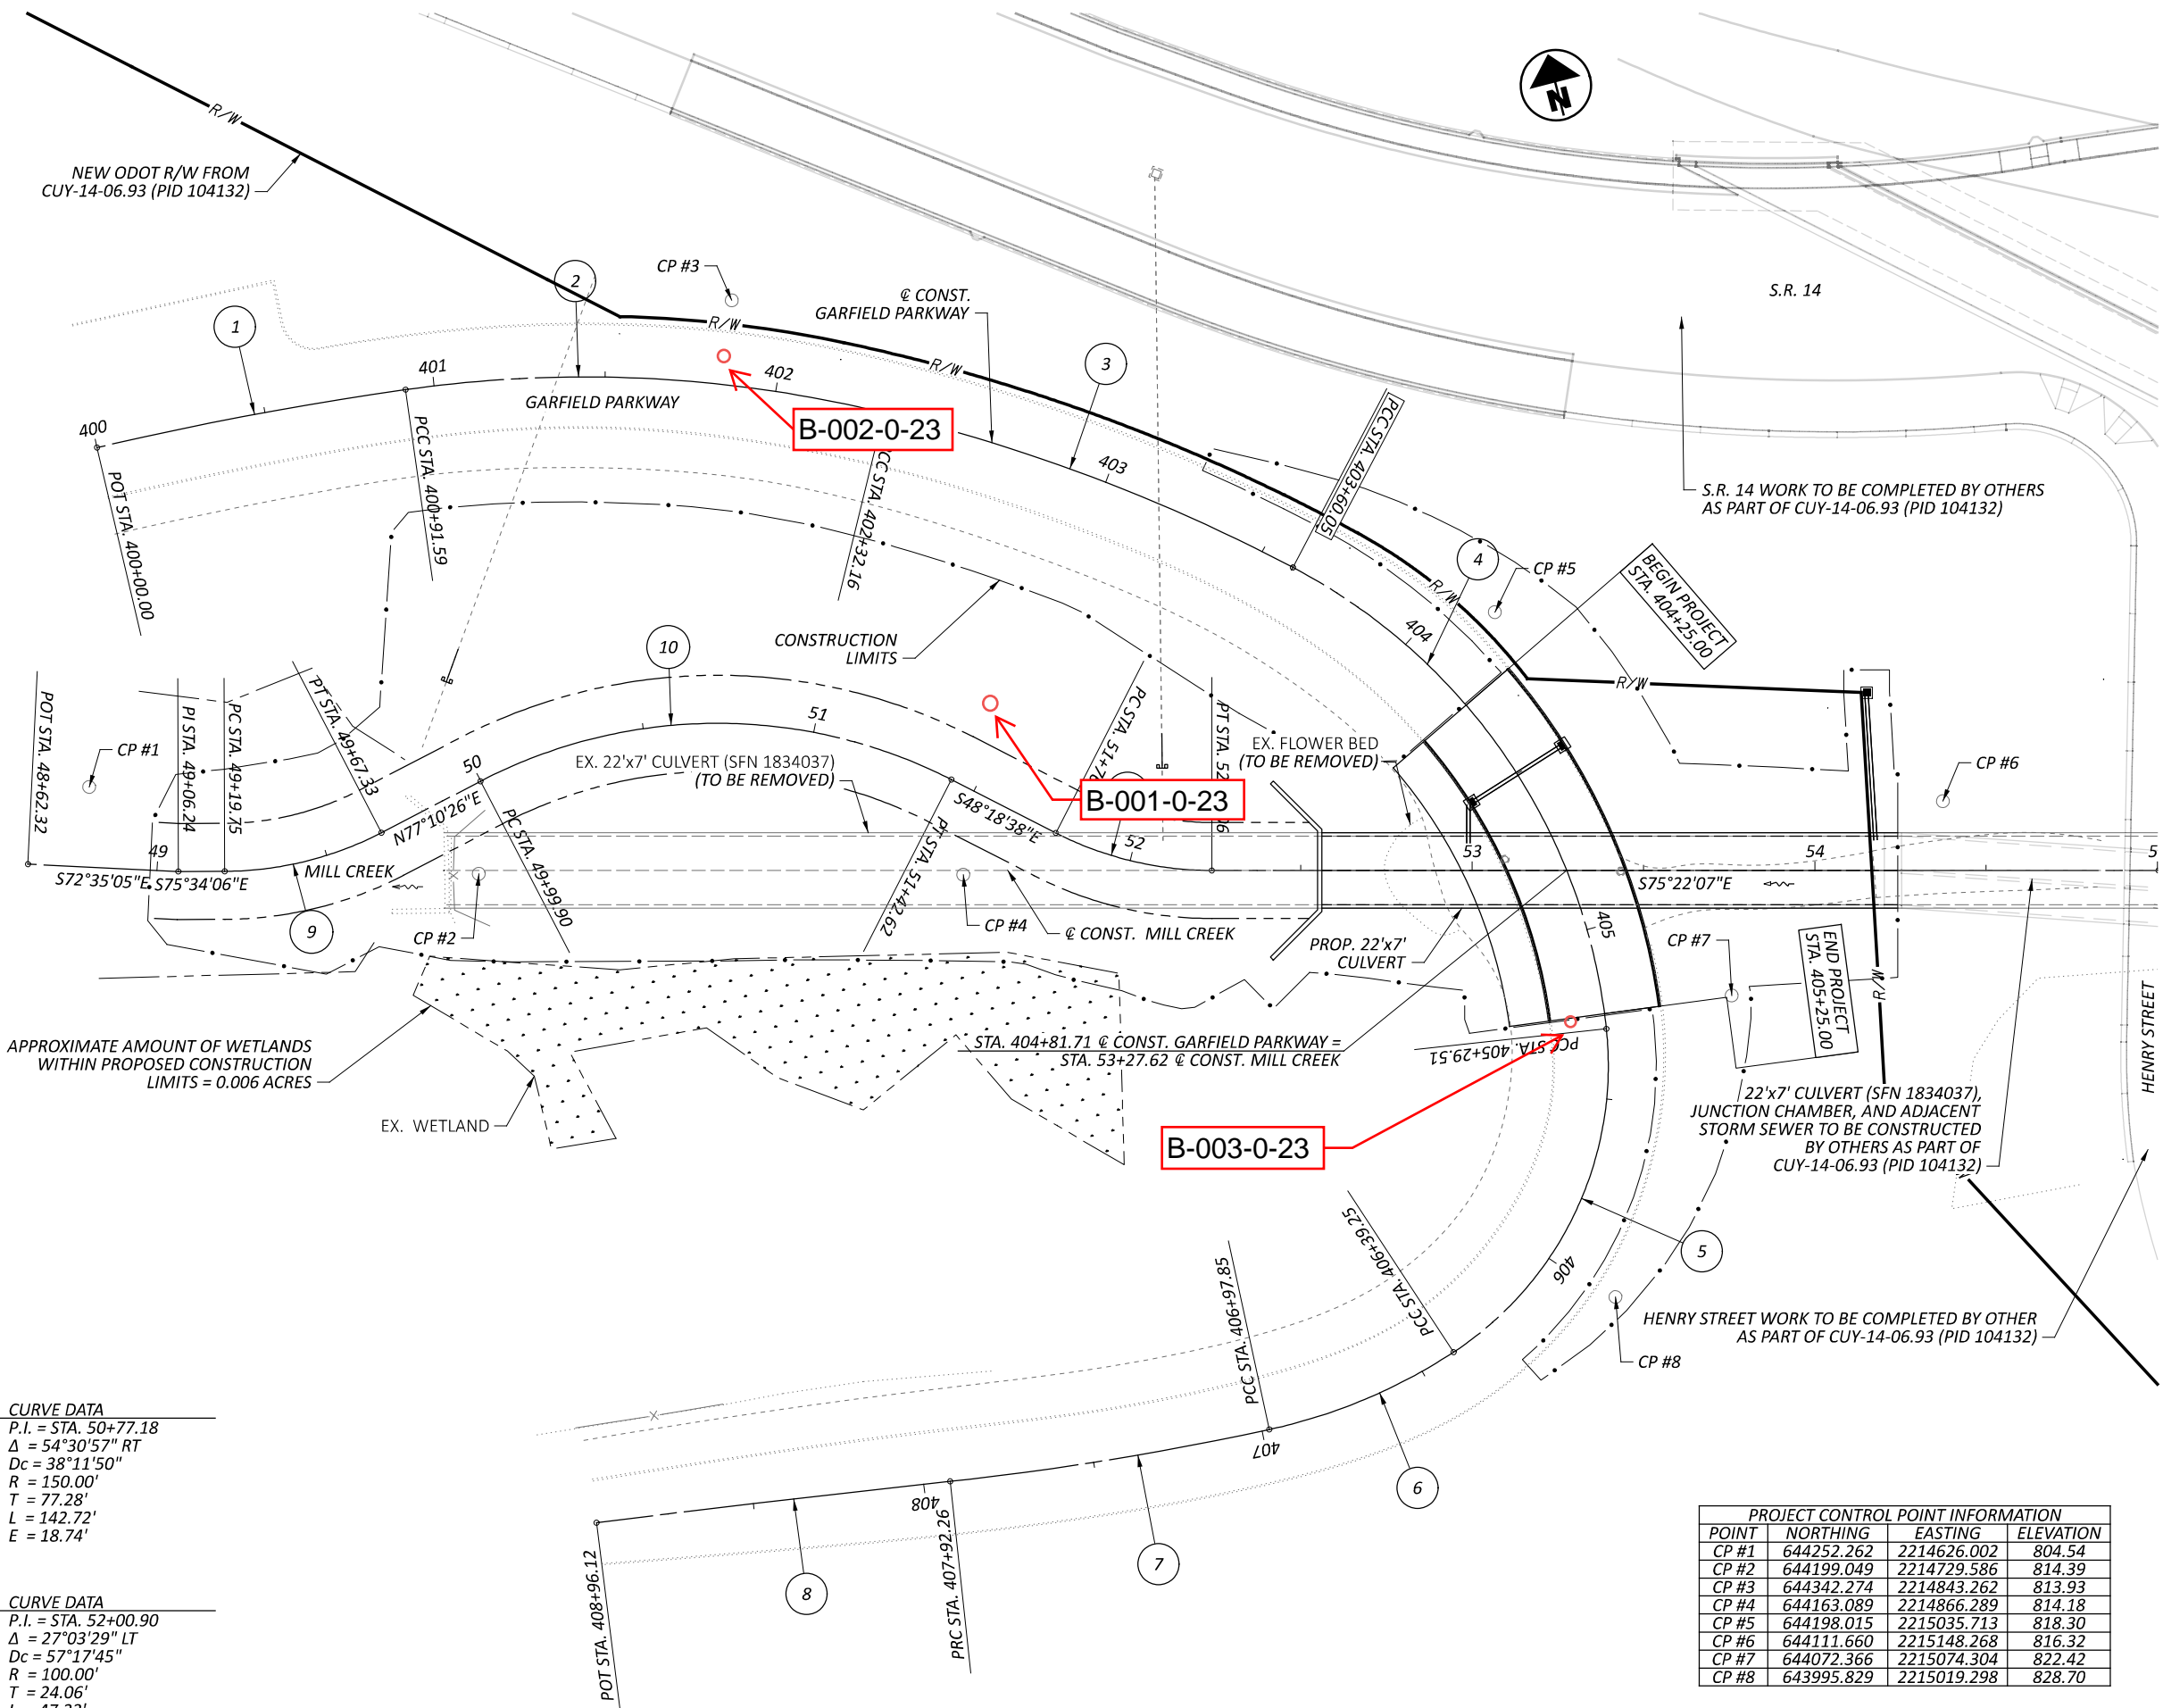 R/W
NEW ODOT R/W FROM
CUY-14-06.93 (PID 104132)
N
CP #3
℄ CONST.
GARFIELD PARKWAY
S.R. 14
1
2
3
R/W
R/W
400
401
402
403
GARFIELD PARKWAY
B-002-0-23
POT STA. 400+00.00
PCC STA. 400+91.59
CC STA. 402+32.16
PCC STA. 403+60.05
S.R. 14 WORK TO BE COMPLETED BY OTHERS
AS PART OF CUY-14-06.93 (PID 104132)
4
CP #5
R/W
BEGIN PROJECT
STA. 404+25.00
404
CONSTRUCTION
LIMITS
10
R/W
POT STA. 48+62.32
CP #1
PI STA. 49+06.24
PC STA. 49+19.75
PT STA. 49+67.33
50
51
EX. 22'x7' CULVERT (SFN 1834037)
(TO BE REMOVED)
PC STA. 51+70
PT STA. 52
26
B-001-0-23
EX. FLOWER BED
(TO BE REMOVED)
CP #6
49
S72°35'05"E
S75°34'06"E
MILL CREEK
N77°10'26"E
PC STA. 49+99.90
PT STA. 51+42.62
S48°18'38"E
52
53
54
5
S75°22'07"E
9
CP #2
CP #4
℄ CONST. MILL CREEK
PROP. 22'x7'
CULVERT
405
CP #7
END PROJECT
STA. 405+25.00
R/W
HENRY STREET
APPROXIMATE AMOUNT OF WETLANDS
WITHIN PROPOSED CONSTRUCTION
LIMITS = 0.006 ACRES
EX. WETLAND
STA. 404+81.71 ℄ CONST. GARFIELD PARKWAY =
STA. 53+27.62 ℄ CONST. MILL CREEK
PCC STA. 405+29.51
B-003-0-23
22'x7' CULVERT (SFN 1834037),
JUNCTION CHAMBER, AND ADJACENT
STORM SEWER TO BE CONSTRUCTED
BY OTHERS AS PART OF
CUY-14-06.93 (PID 104132)
5
406
PCC STA. 406+39.25
PCC STA. 406+97.85
HENRY STREET WORK TO BE COMPLETED BY OTHER
AS PART OF CUY-14-06.93 (PID 104132)
CP #8
407
6
408
7
8
PRC STA. 407+92.26
POT STA. 408+96.12
CURVE DATA
P.I. = STA. 50+77.18
Δ = 54°30'57" RT
Dc = 38°11'50"
R = 150.00'
T = 77.28'
L = 142.72'
E = 18.74'
CURVE DATA
P.I. = STA. 52+00.90
Δ = 27°03'29" LT
Dc = 57°17'45"
R = 100.00'
T = 24.06'
PROJECT CONTROL POINT INFORMATION
POINT NORTHING EASTING ELEVATION
CP #1 644252.262 2214626.002 804.54
CP #2 644199.049 2214729.586 814.39
CP #3 644342.274 2214843.262 813.93
CP #4 644163.089 2214866.289 814.18
CP #5 644198.015 2215035.713 818.30
CP #6 644111.660 2215148.268 816.32
CP #7 644072.366 2215074.304 822.42
CP #8 643995.829 2215019.298 828.70